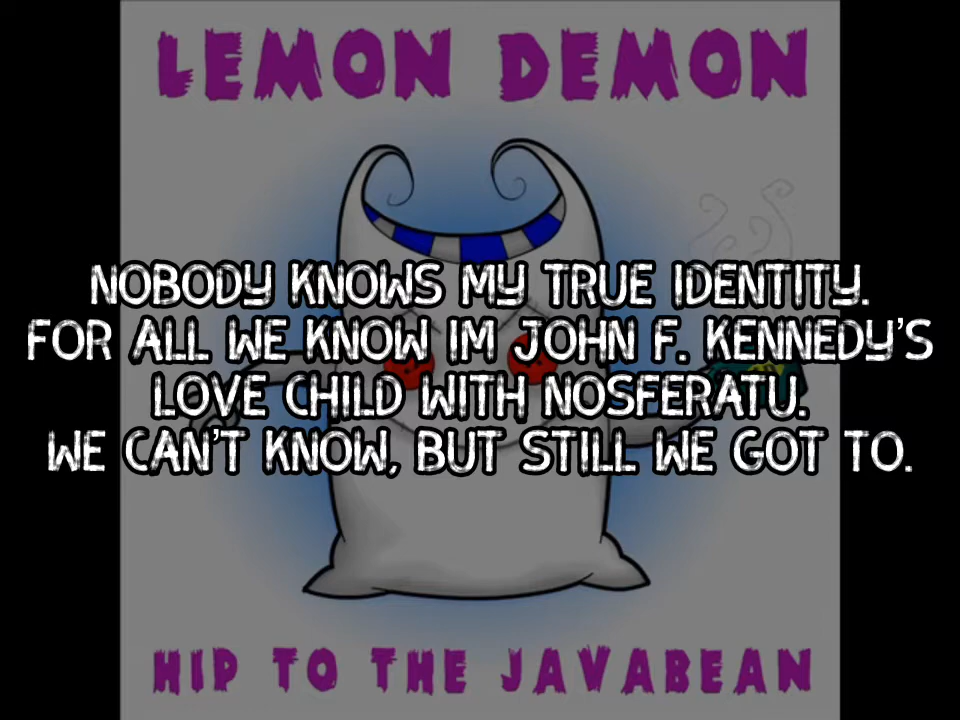 LEMON DEMON
NOBODY KNOWS MY TRUE IDENTITY.
FOR ALL WE KNOW IM JOHN F. KENNEDY'S
LOVE CHILD WITH NOSFERATU.
WE CAN'T KNOW, BUT STILL WE GOT TO.
HIP TO THE JAVABEAN